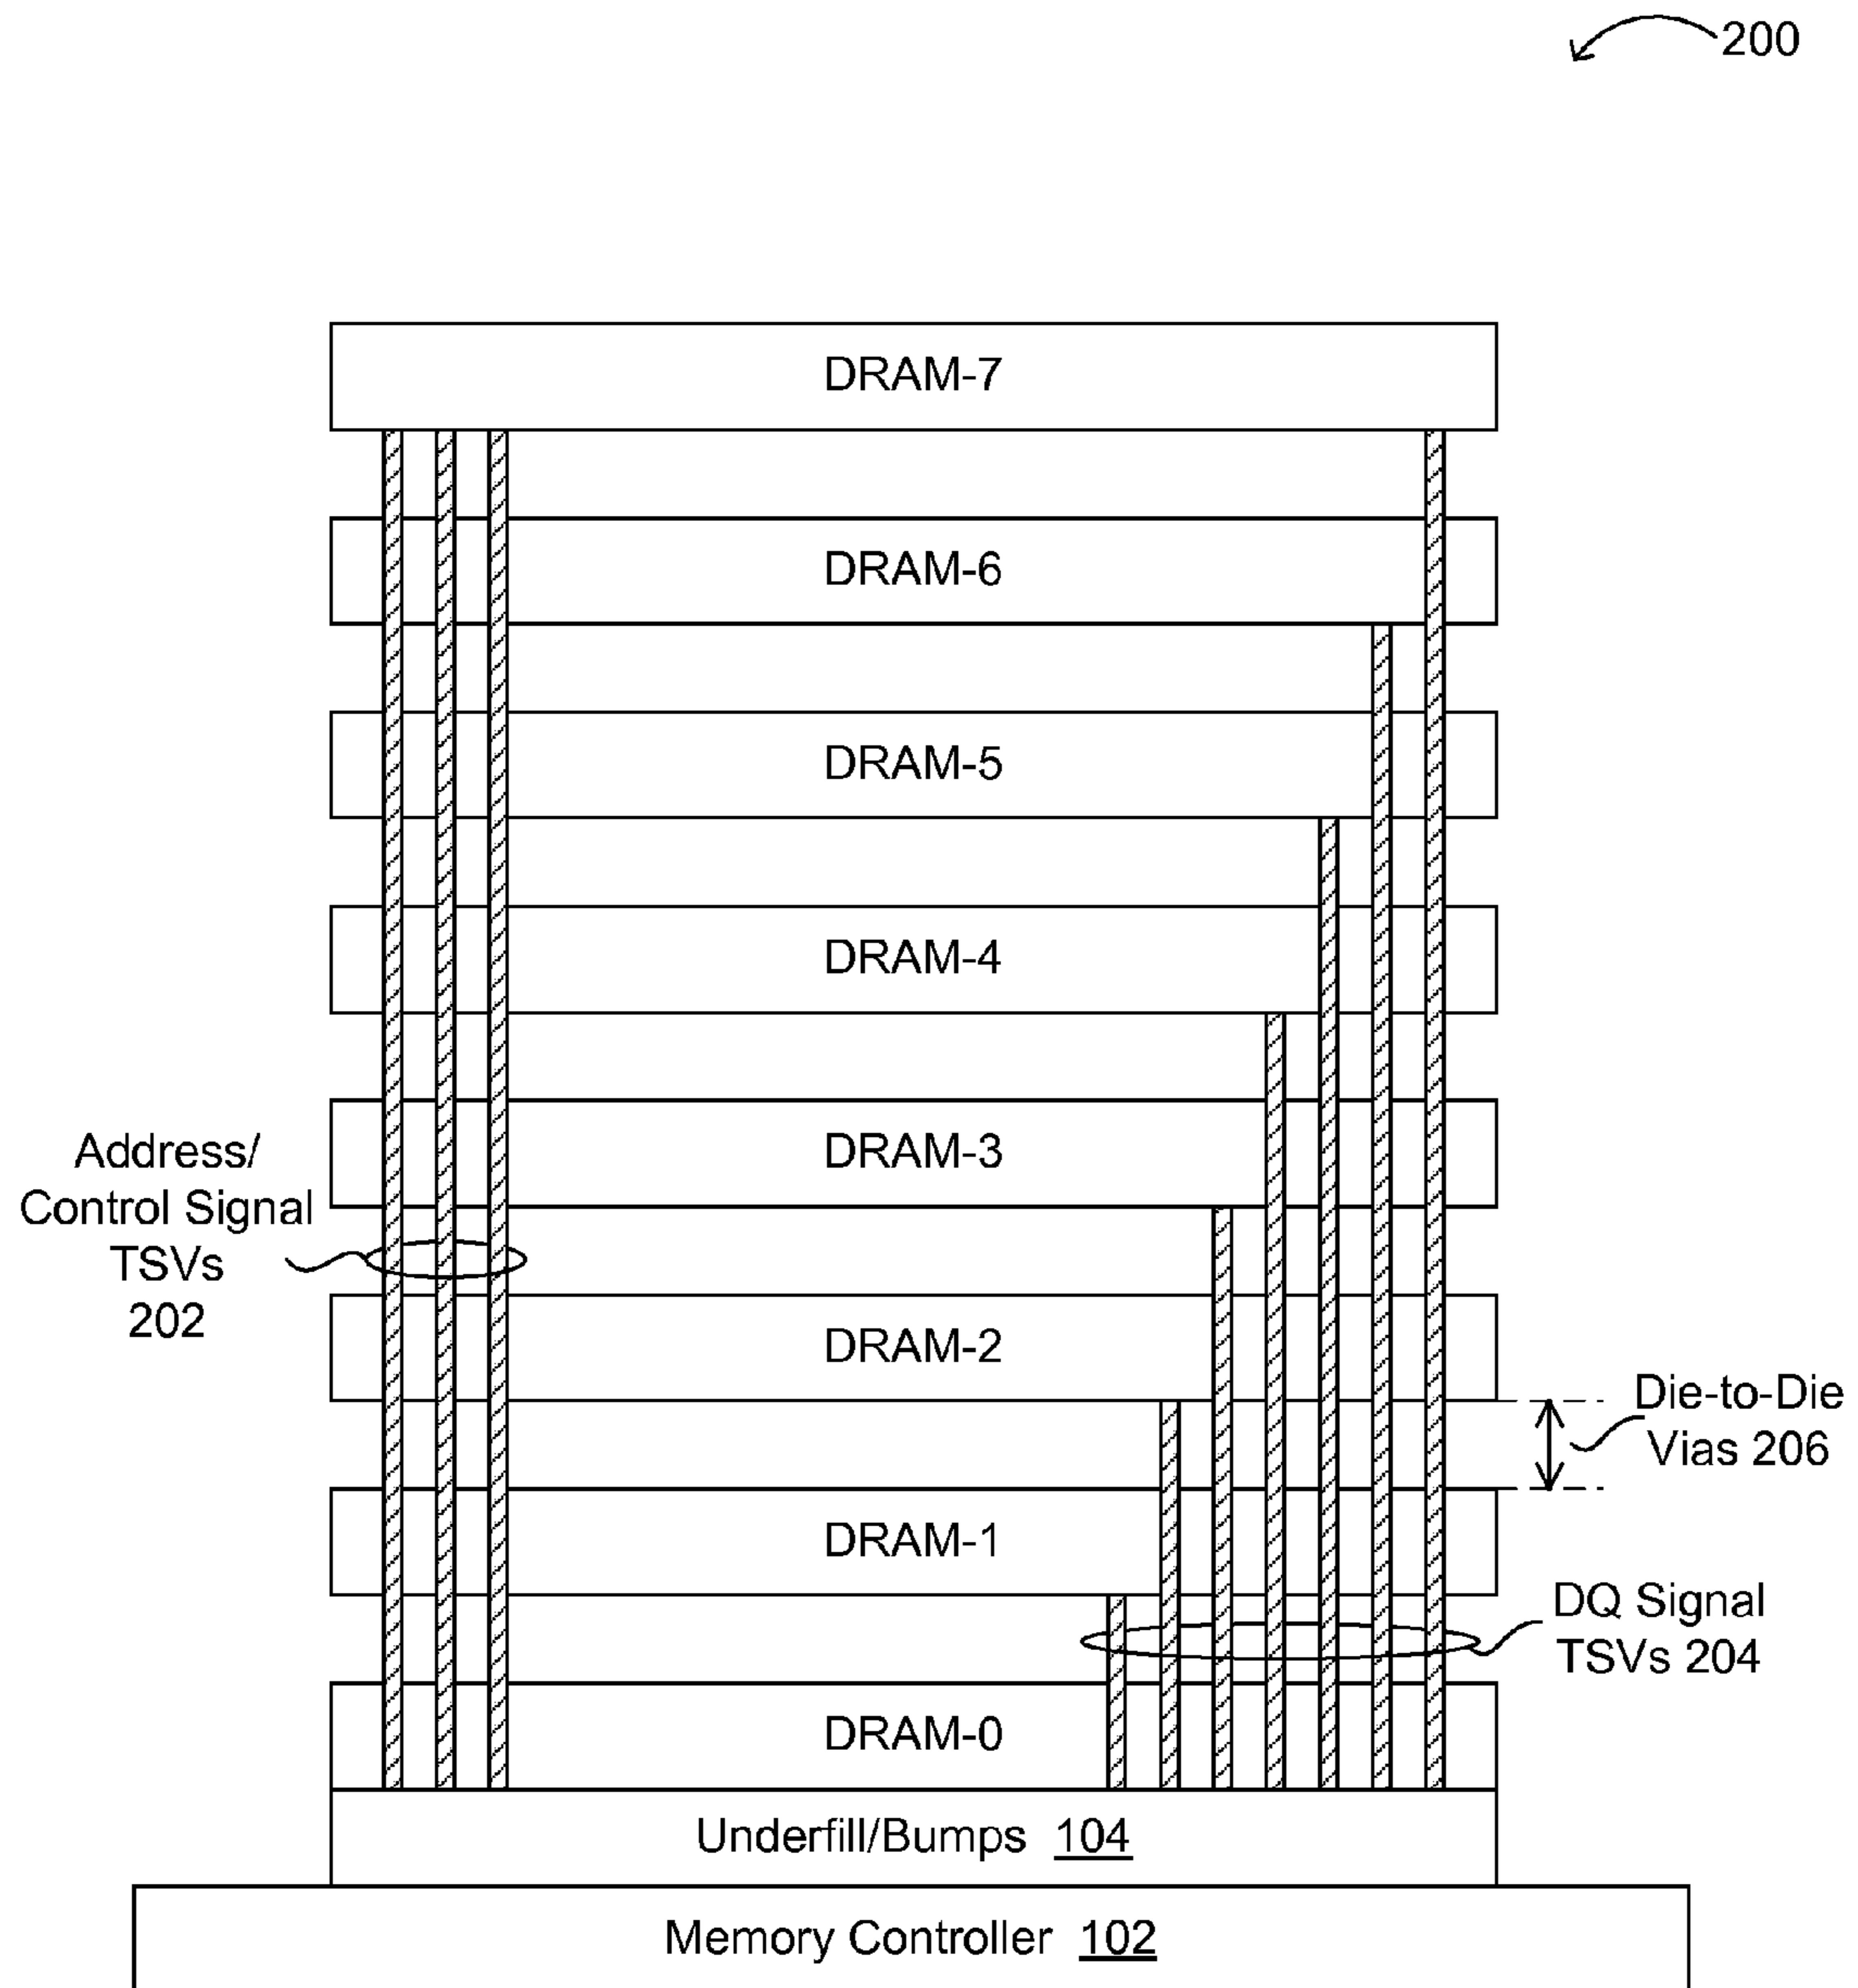 200
DRAM-7
DRAM-6
DRAM-5
DRAM-4
DRAM-3
Address/
Control Signal
TSVs
202
DRAM-2
Die-to-Die
Vias 206
DRAM-1
DQ Signal
TSVs 204
DRAM-0
Underfill/Bumps 104
Memory Controller 102